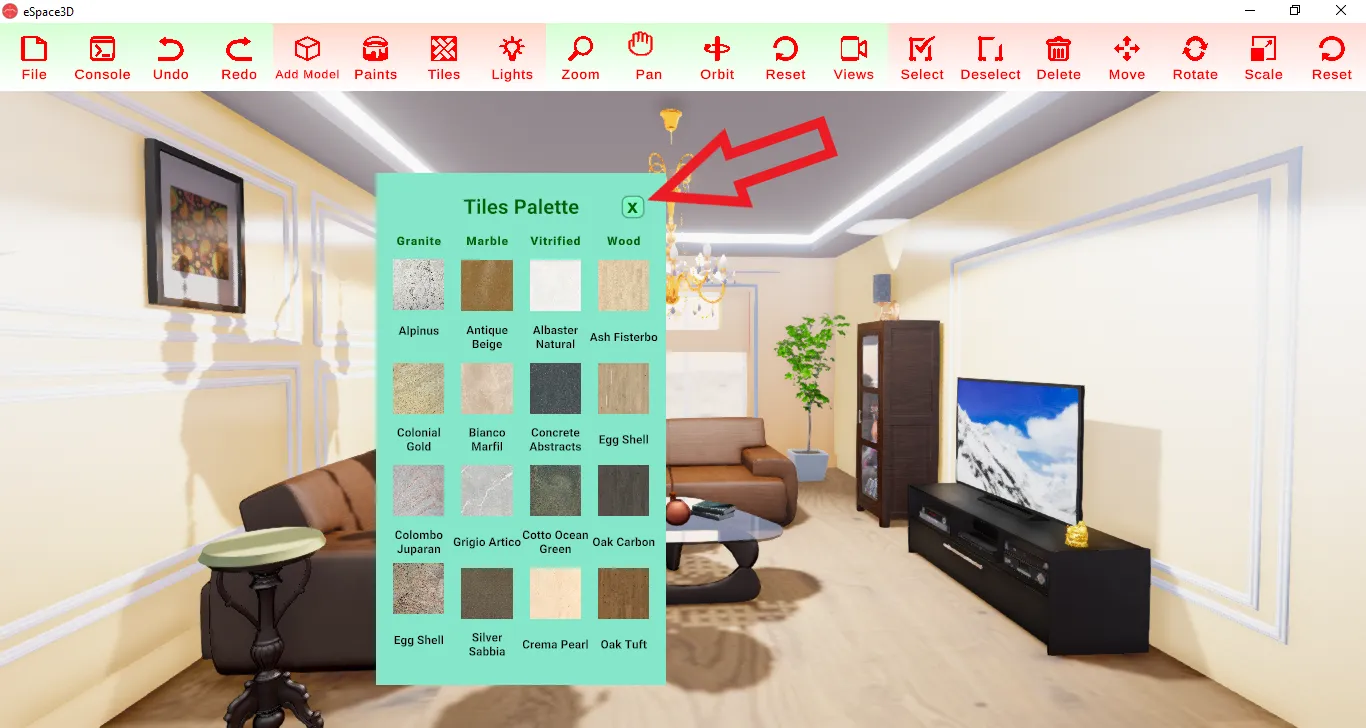 eSpace3D
File Console Undo Redo Add Model Paints Tiles Lights Zoom Pan Orbit Reset Views Select Deselect Delete Move Rotate Scale Reset
Tiles Palette X
Granite Marble Vitrified Wood
Alpinus
Antique
Beige
Albaster
Natural
Ash Fisterbo
Colonial
Gold
Bianco
Marfil
Concrete
Abstracts
Egg Shell
Colombo
Juparan
Grigio Artico
Cotto Ocean
Green
Oak Carbon
Egg Shell
Silver
Sabbia
Crema Pearl
Oak Tuft